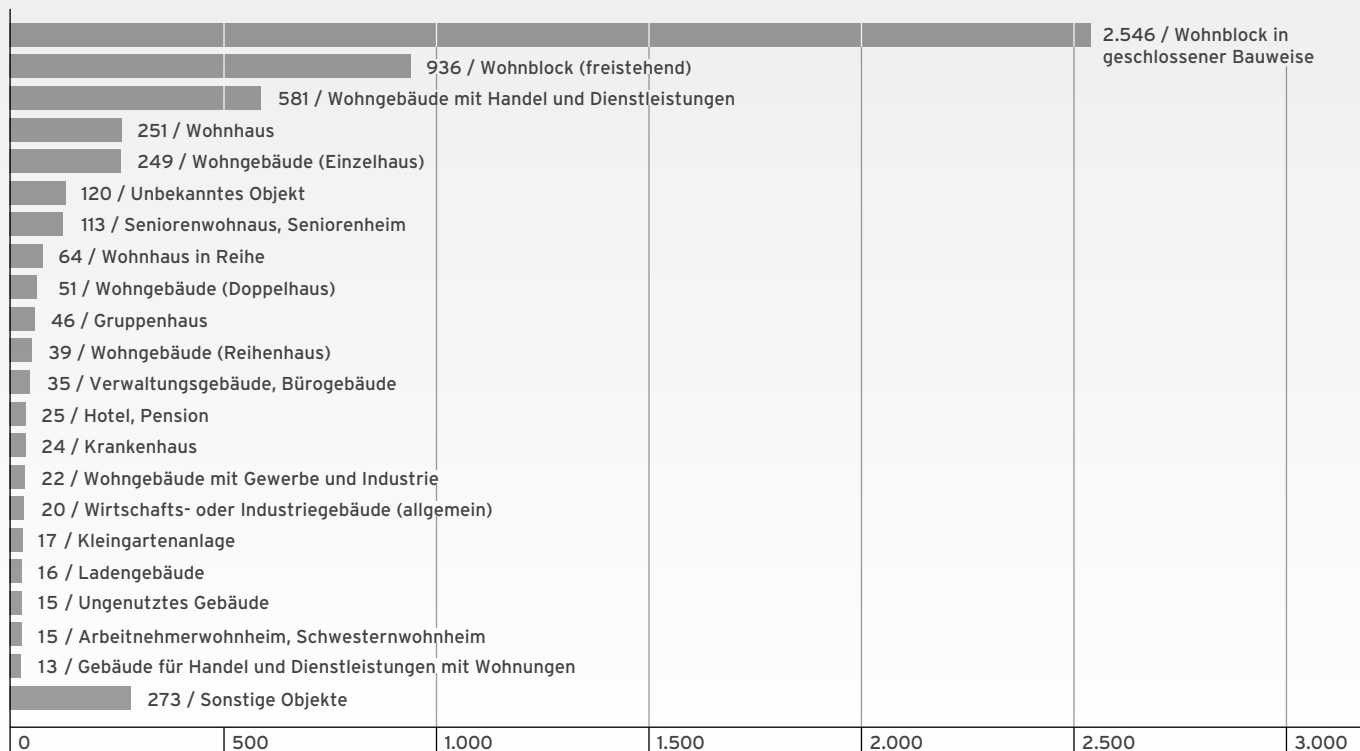 2.546 / Wohnblock in
geschlossener Bauweise
936 / Wohnblock (freistehend)
581 / Wohngebäude mit Handel und Dienstleistungen
251 / Wohnhaus
249 / Wohngebäude (Einzelhaus)
120 / Unbekanntes Objekt
113 / Seniorenwohnaus, Seniorenheim
64 / Wohnhaus in Reihe
51 / Wohngebäude (Doppelhaus)
46 / Gruppenhaus
39 / Wohngebäude (Reihenhaus)
35 / Verwaltungsgebäude, Bürogebäude
25 / Hotel, Pension
24 / Krankenhaus
22 / Wohngebäude mit Gewerbe und Industrie
20 / Wirtschafts- oder Industriegebäude (allgemein)
17 / Kleingartenanlage
16 / Ladengebäude
15 / Ungenutztes Gebäude
15 / Arbeitnehmerwohnheim, Schwesternwohnheim
13 / Gebäude für Handel und Dienstleistungen mit Wohnungen
273 / Sonstige Objekte
0 500 1.000 1.500 2.000 2.500 3.000